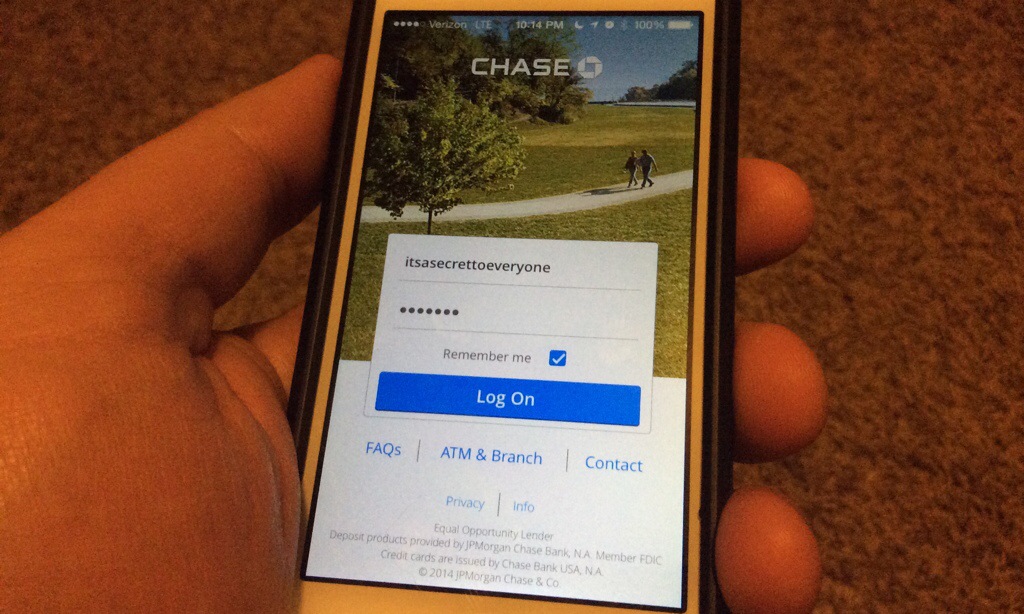 Verizon LTE 10:14 PM 100%
CHASE
itsasecrettoeveryone
•••••••
Remember me
Log On
FAQs | ATM & Branch | Contact
Privacy | Info
Equal Opportunity Lender
Deposit products provided by JPMorgan Chase Bank, N.A. Member FDIC
Credit cards are issued by Chase Bank USA, N.A.
© 2014 JPMorgan Chase & Co.